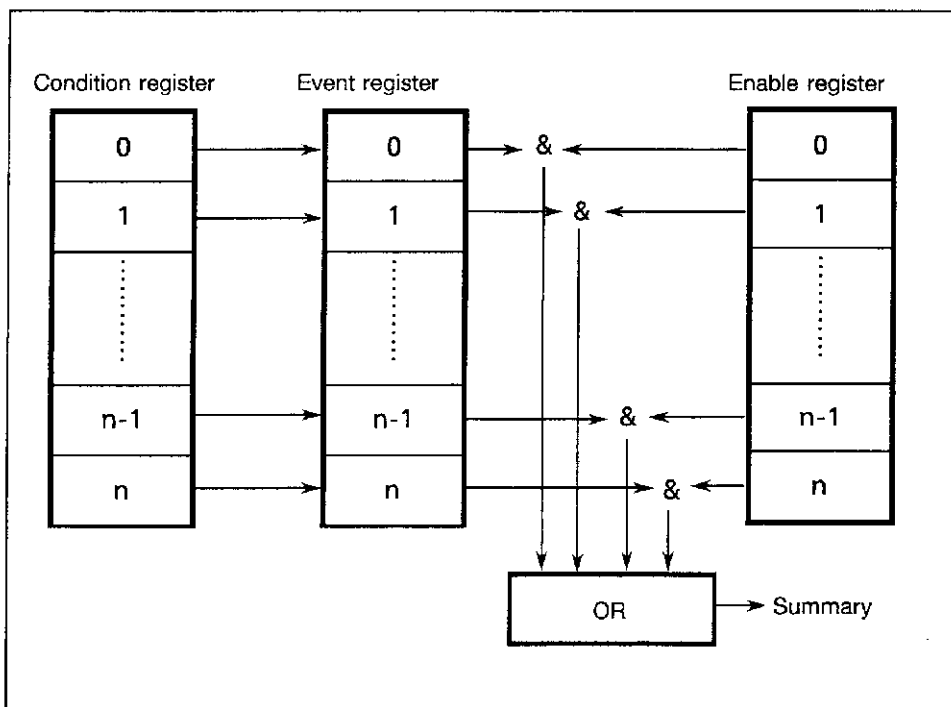 Condition register Event register Enable register
0 0 & 0
1 1 & 1
n-1 n-1 & n-1
n n & n
OR Summary